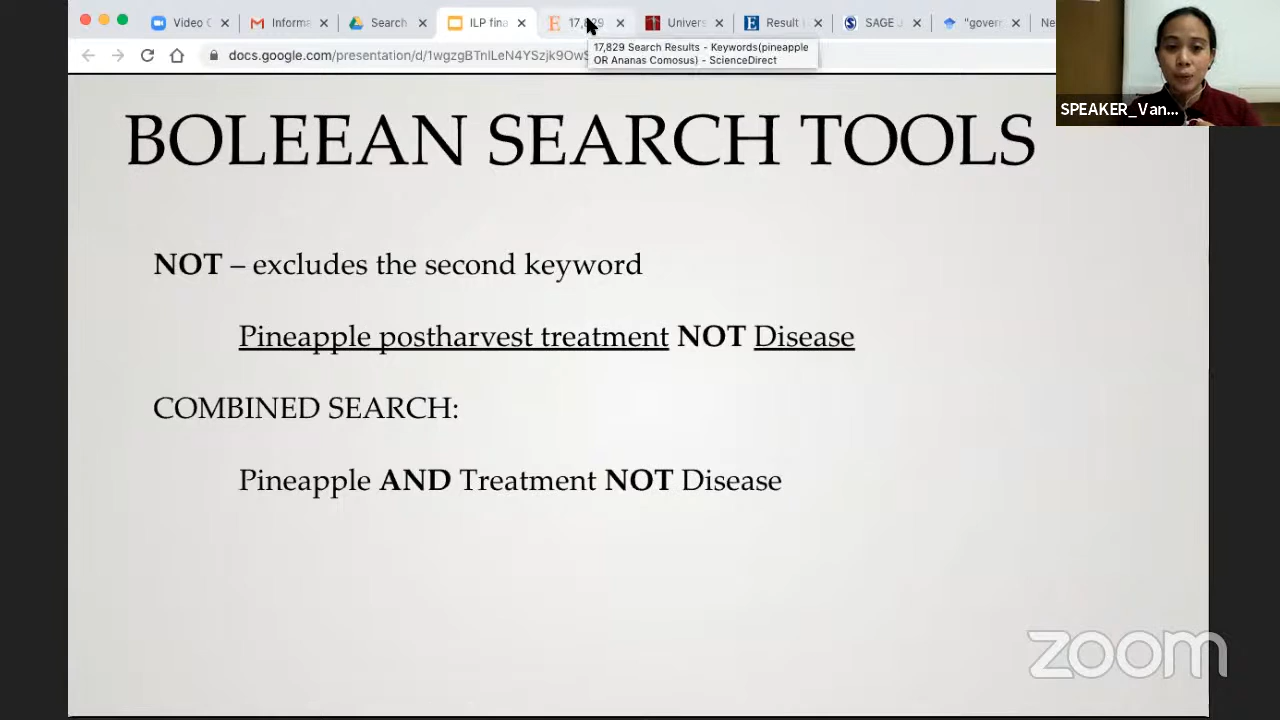 Video C
Informa
Search
ILP fina
17,829
Univers
Result l
SAGE J
"gover
Ne
docs.google.com/presentation/d/1wgzgBTnlLeN4YSzjk9OwS
17,829 Search Results - Keywords(pineapple
OR Ananas Comosus) - ScienceDirect
SPEAKER_Van...
BOLEEAN SEARCH TOOLS
NOT – excludes the second keyword
Pineapple postharvest treatment NOT Disease
COMBINED SEARCH:
Pineapple AND Treatment NOT Disease
zoom